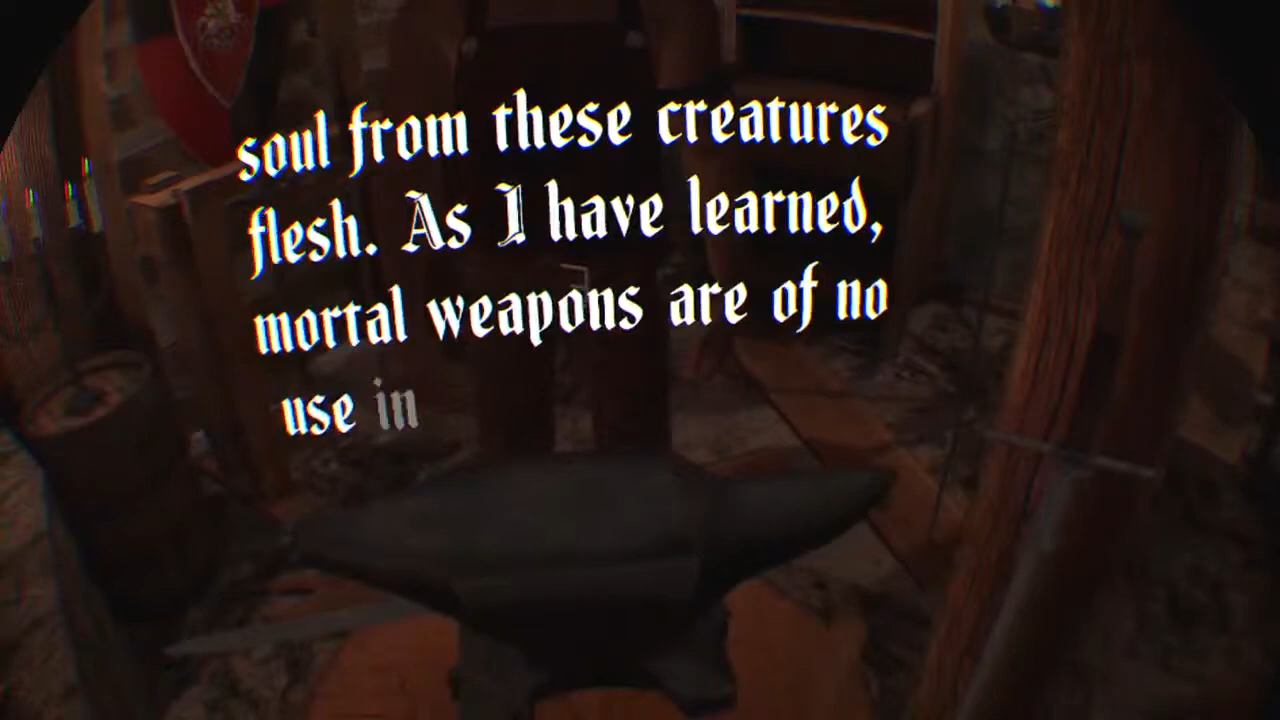 soul from these creatures
flesh. As I have learned,
mortal weapons are of no
use in